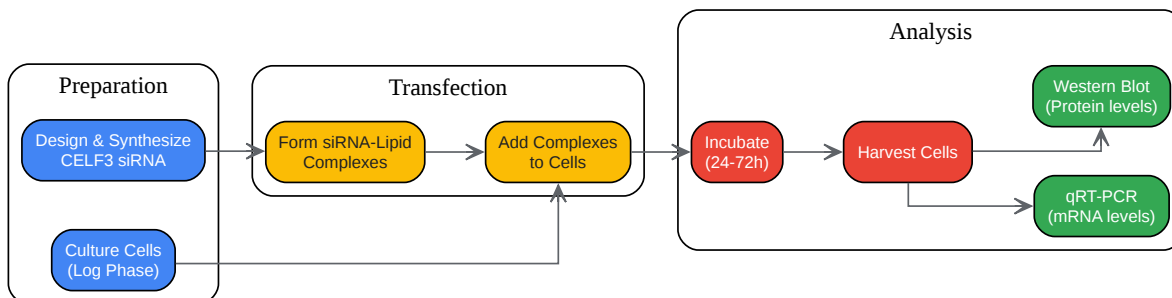 Preparation
Design & Synthesize
CELF3 siRNA
Culture Cells
(Log Phase)
Transfection
Form siRNA-Lipid
Complexes
Add Complexes
to Cells
Analysis
Incubate
(24-72h)
Harvest Cells
Western Blot
(Protein levels)
qRT-PCR
(mRNA levels)